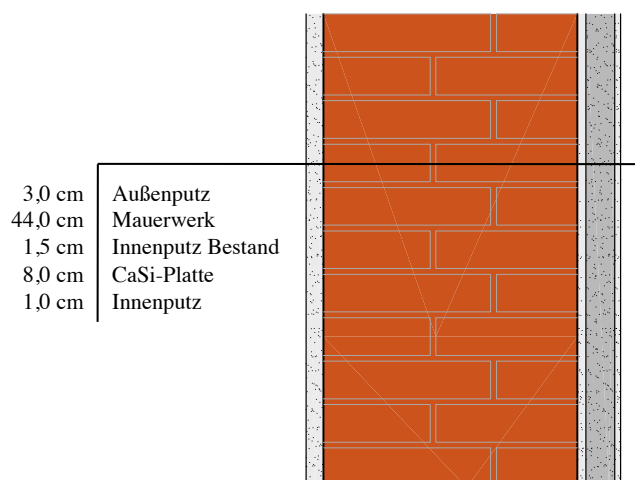 3,0 cm Außenputz
44,0 cm Mauerwerk
1,5 cm Innenputz Bestand
8,0 cm CaSi-Platte
1,0 cm Innenputz